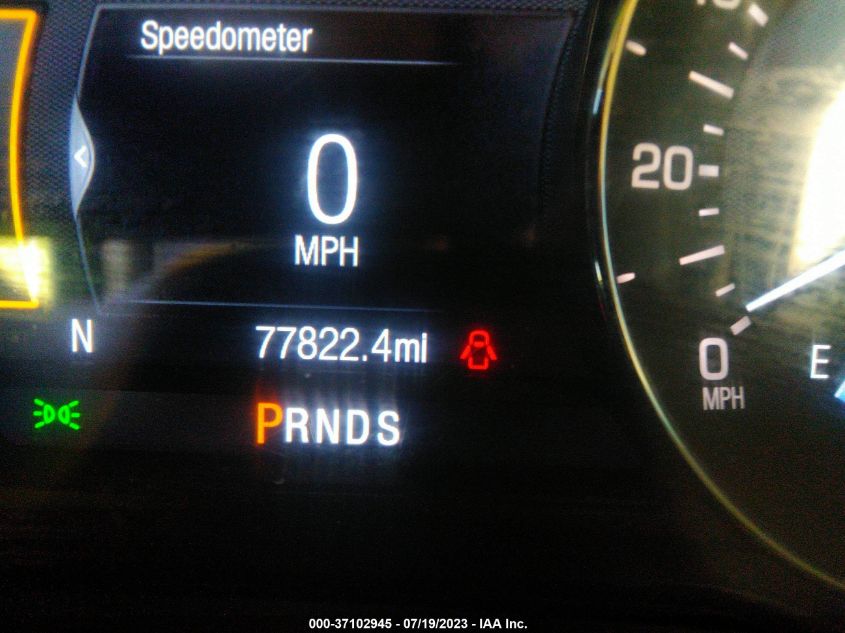 Speedometer
0
MPH
20
N
77822.4mi
0
MPH
E
PRNDS
000-37102945 - 07/19/2023 - IAA Inc.